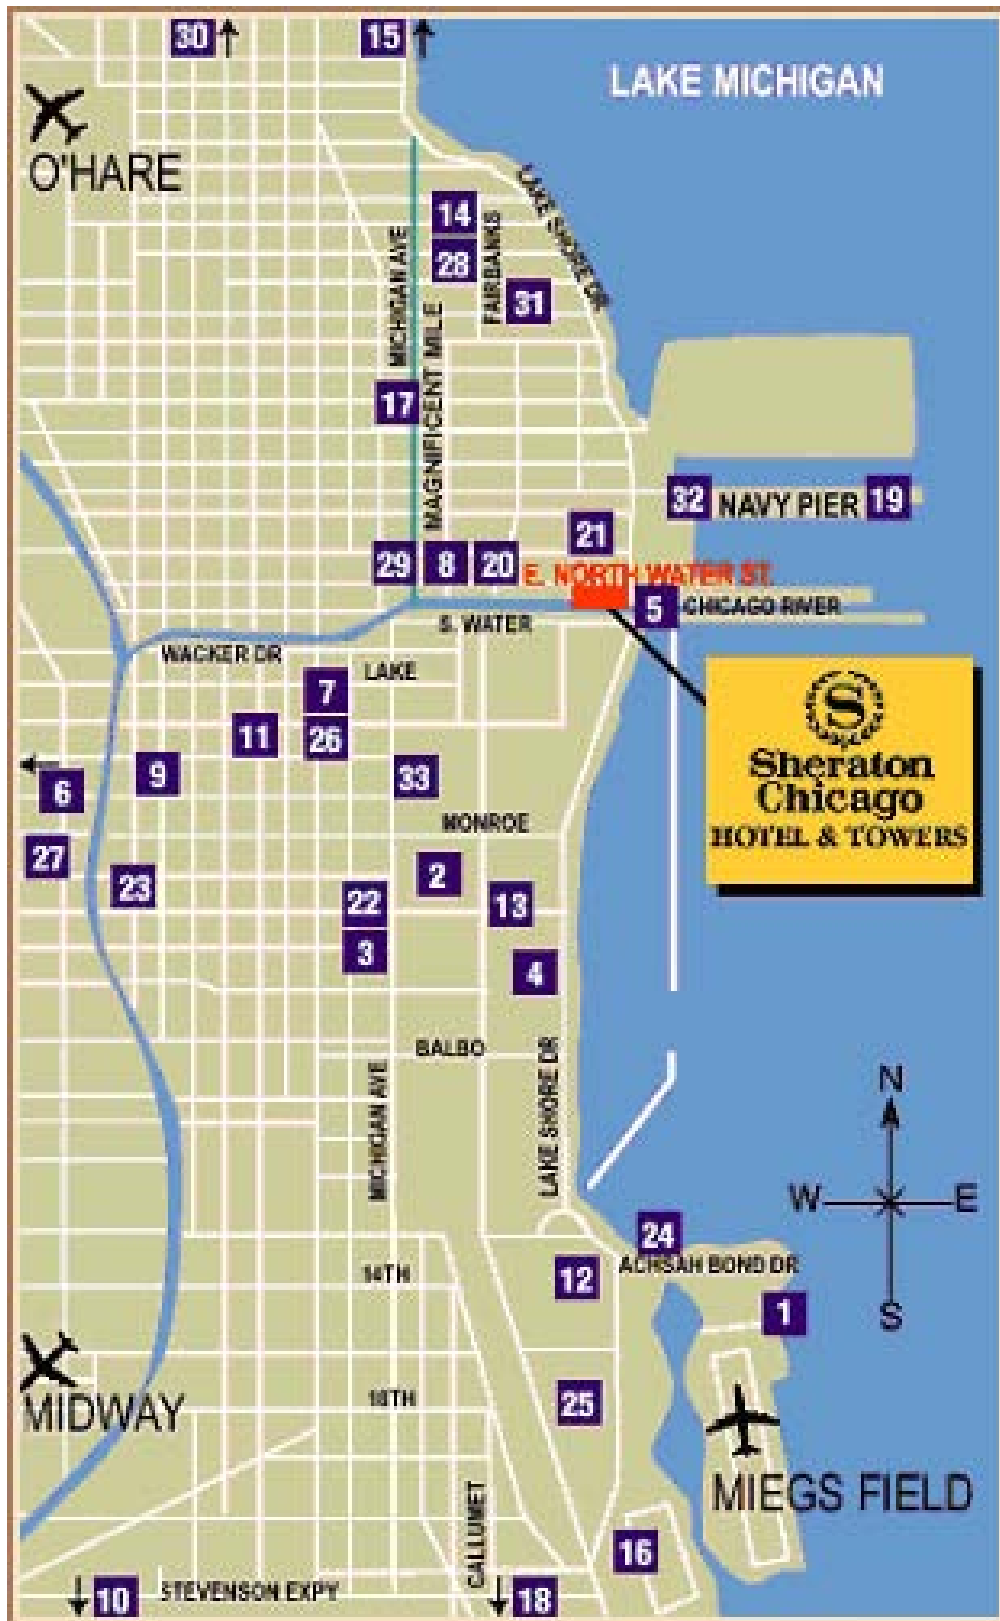 30
15
LAKE MICHIGAN
O'HARE
LAKE SHORE DR
14
MICHIGAN AVE
28
FAIRBANKS
31
MAGNIFICENT MILE
17
32
NAVY PIER
19
21
29
8
20
E. NORTH WATER ST.
5
CHICAGO RIVER
S. WATER
WACKER DR
LAKE
7
S
11
26
Sheraton
Chicago
HOTEL & TOWERS
9
33
6
MONROE
27
23
2
22
13
3
4
BALBO
MICHIGAN AVE
LAKE SHORE DR
N
W
E
S
24
ACHSAH BOND DR
12
14TH
1
MIDWAY
18TH
25
MIEGS FIELD
CALLUMET
16
10
STEVENSON EXPY
18